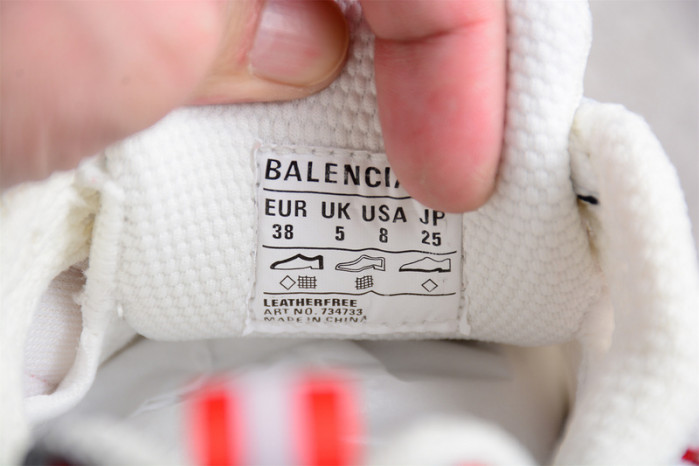 BALENCIA
EUR UK USA JP
38 5 8 25
LEATHERFREE
ART NO. 734733
MADE IN CHINA